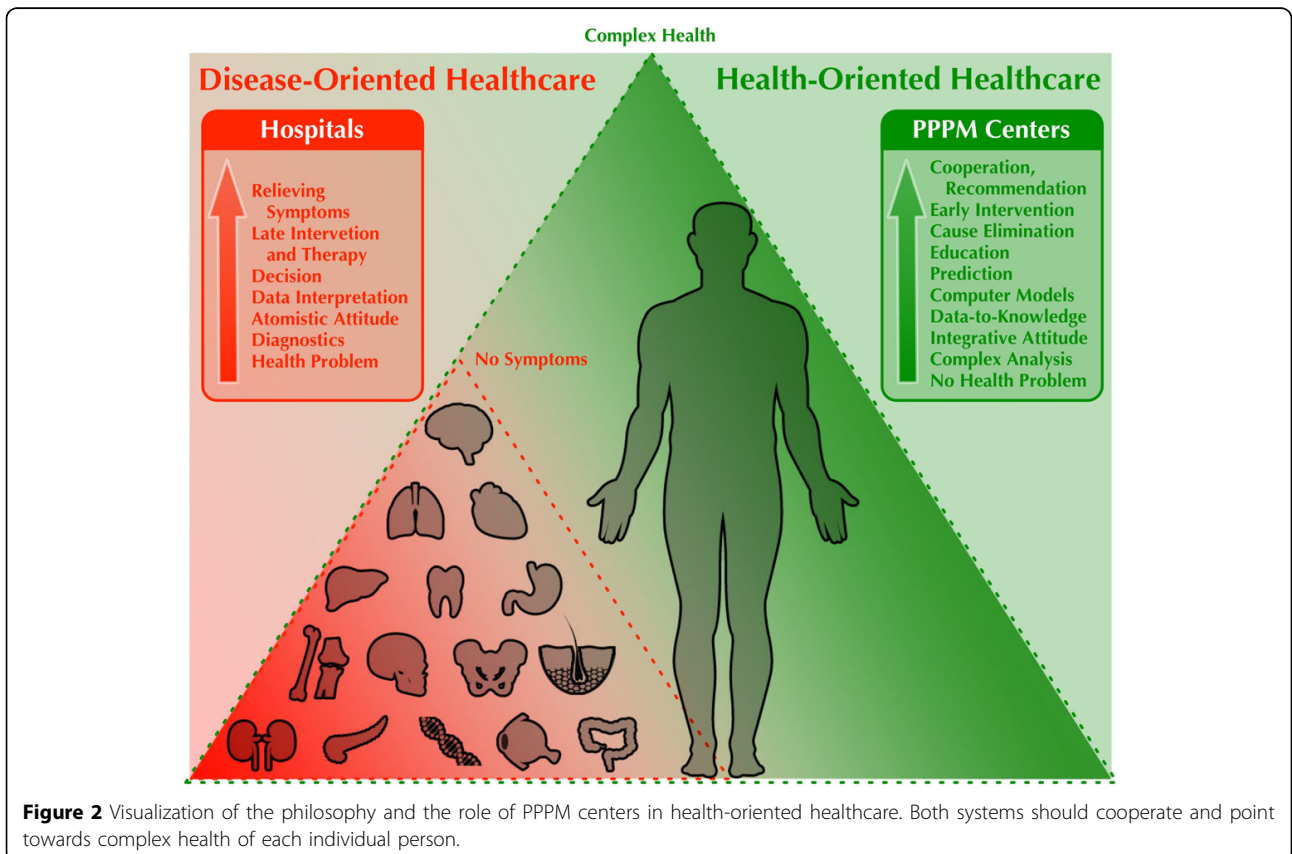 Complex Health
Disease-Oriented Healthcare
Health-Oriented Healthcare
Hospitals
Relieving
Symptoms
Late Intervetion
and Therapy
Decision
Data Interpretation
Atomistic Attitude
Diagnostics
Health Problem
PPPM Centers
Cooperation,
Recommendation
Early Intervention
Cause Elimination
Education
Prediction
Computer Models
Data-to-Knowledge
Integrative Attitude
Complex Analysis
No Health Problem
No Symptoms
Figure 2 Visualization of the philosophy and the role of PPPM centers in health-oriented healthcare. Both systems should cooperate and point
towards complex health of each individual person.